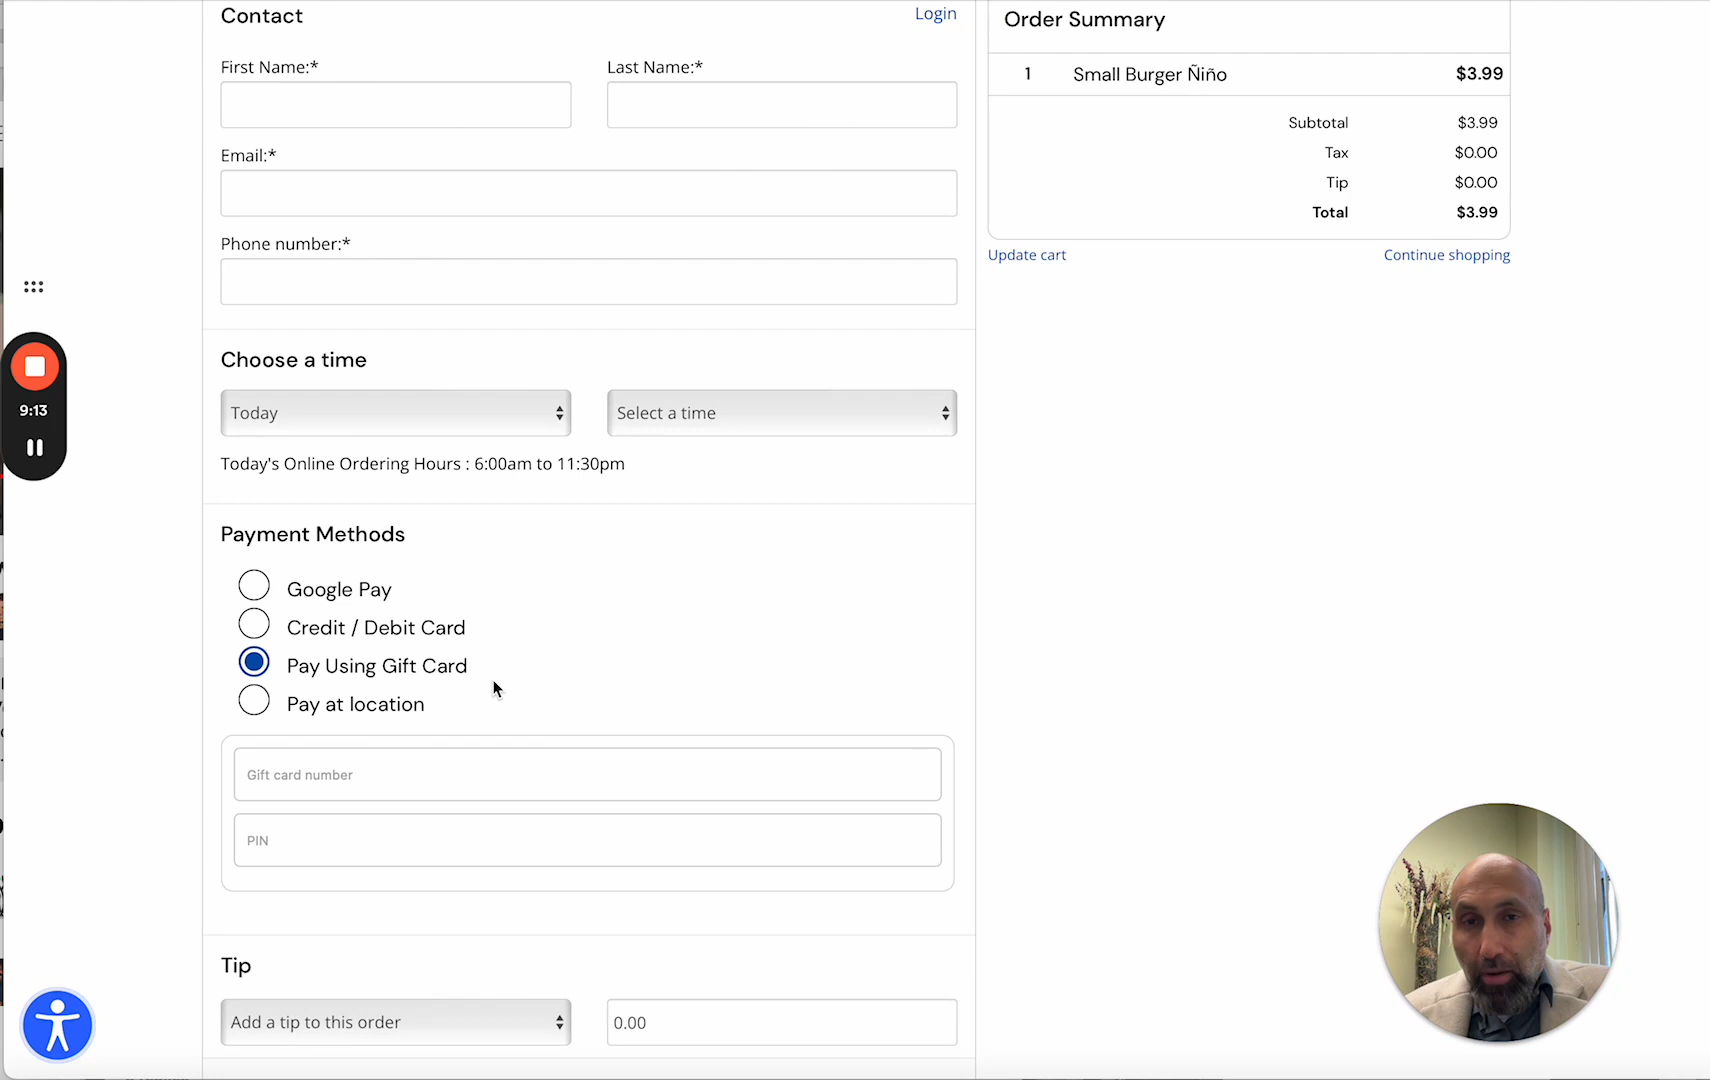 Contact
Login
First Name:*
Last Name:*
Email:*
Phone number:*
Choose a time
Today
Select a time
Today's Online Ordering Hours : 6:00am to 11:30pm
Payment Methods
Google Pay
Credit / Debit Card
Pay Using Gift Card
Pay at location
Gift card number
PIN
Tip
Add a tip to this order
0.00
Order Summary
1 Small Burger Ñiño $3.99
Subtotal $3.99
Tax $0.00
Tip $0.00
Total $3.99
Update cart
Continue shopping
9:13